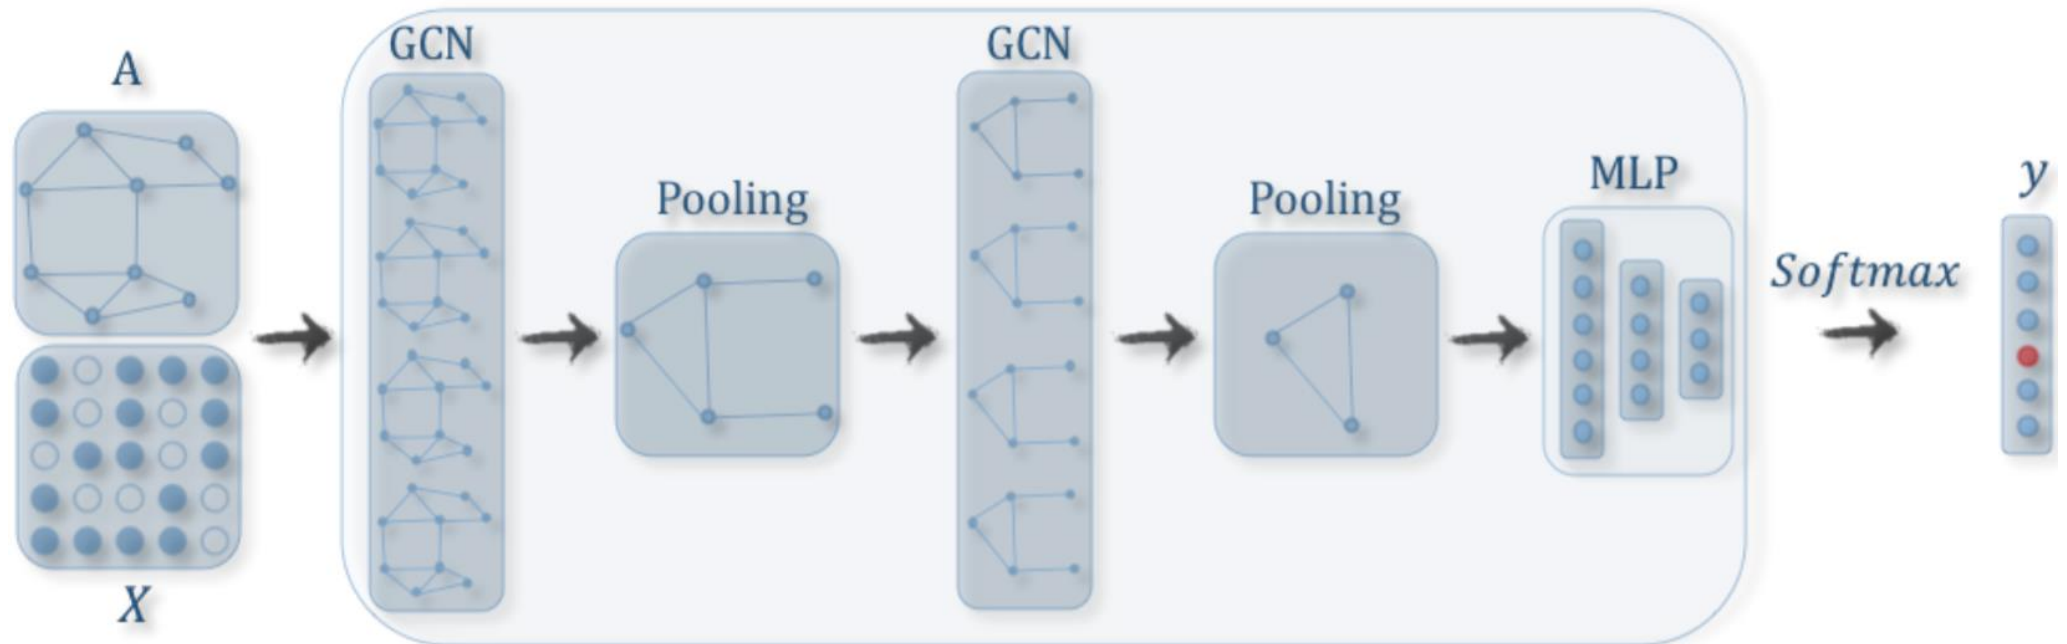 A
X
GCN
Pooling
GCN
Pooling
MLP
Softmax
y